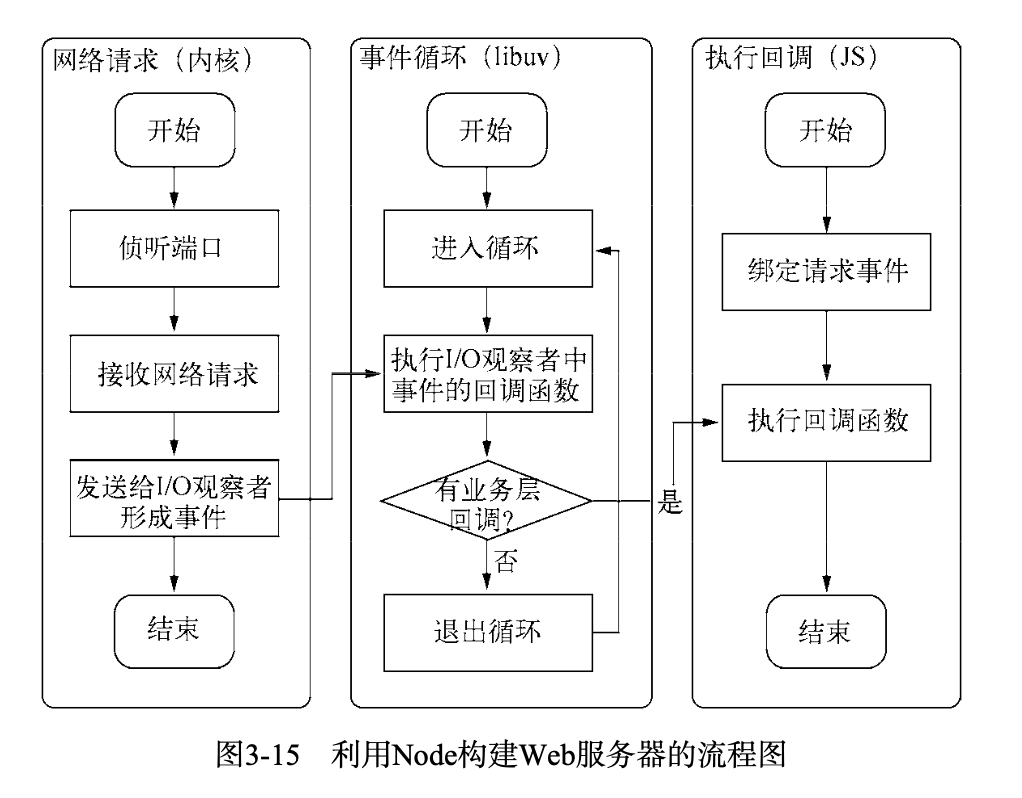 网络请求（内核）
开始
侦听端口
接收网络请求
发送给I/O观察者
形成事件
结束
事件循环（libuv）
开始
进入循环
执行I/O观察者中
事件的回调函数
有业务层
回调?
是
否
退出循环
执行回调（JS）
开始
绑定请求事件
执行回调函数
结束
图3-15 利用Node构建Web服务器的流程图